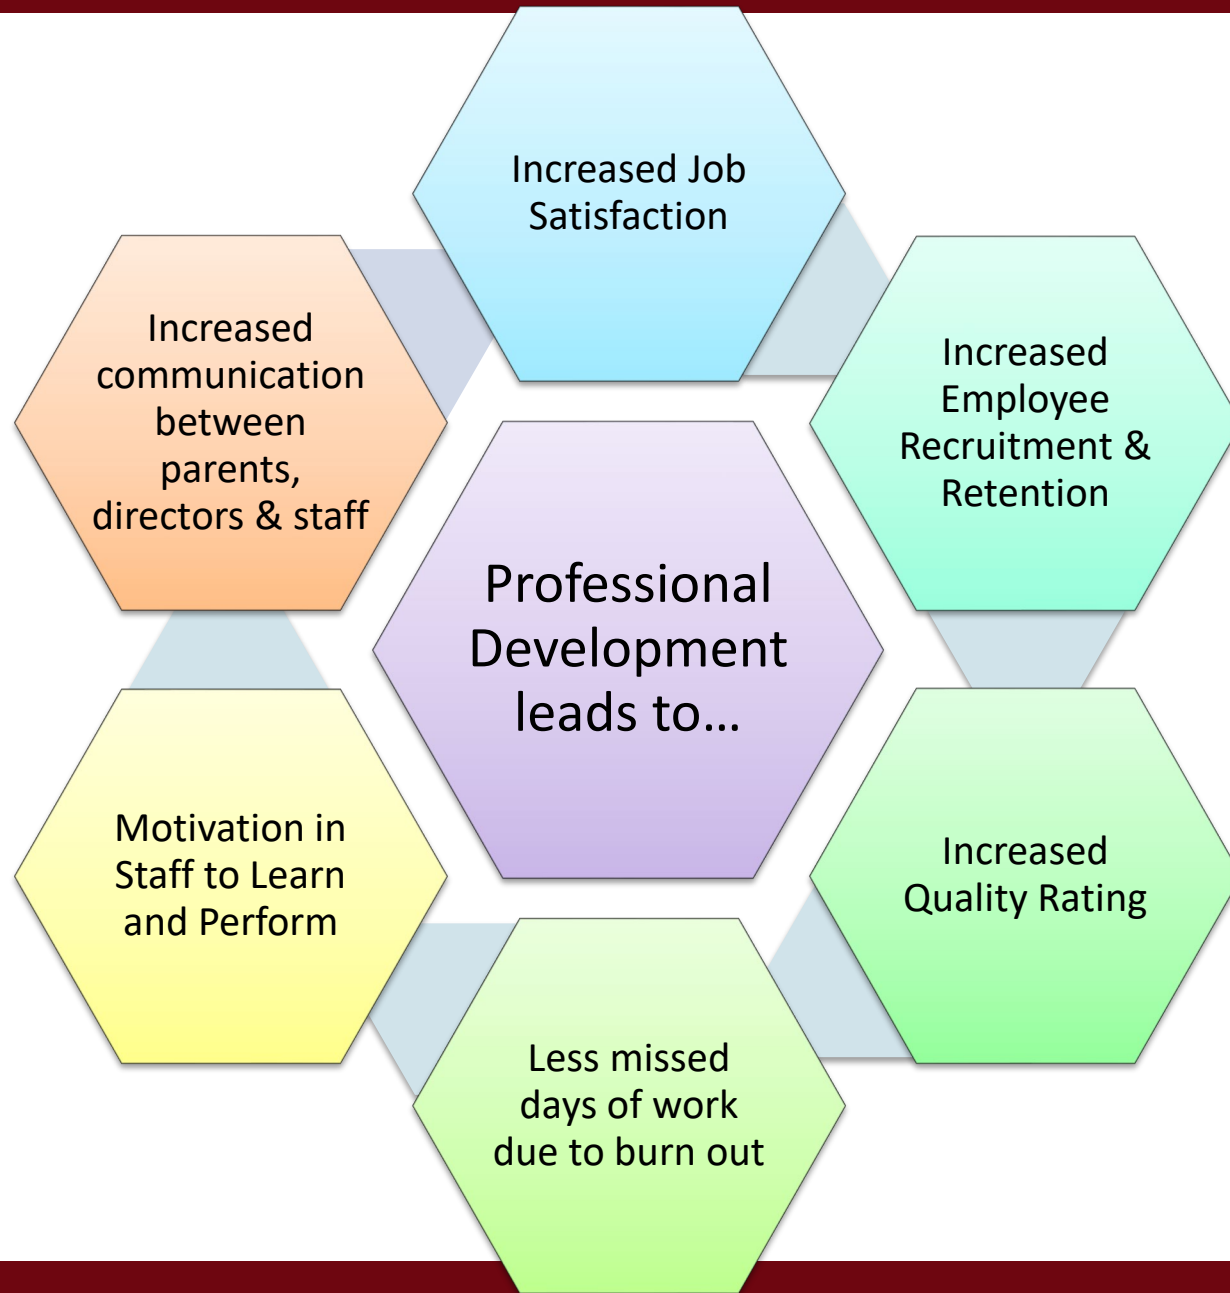 Increased Job
Satisfaction
Increased
Employee
Recruitment &
Retention
Increased
Quality Rating
Less missed
days of work
due to burn out
Motivation in
Staff to Learn
and Perform
Increased
communication
between
parents,
directors & staff
Professional
Development
leads to...